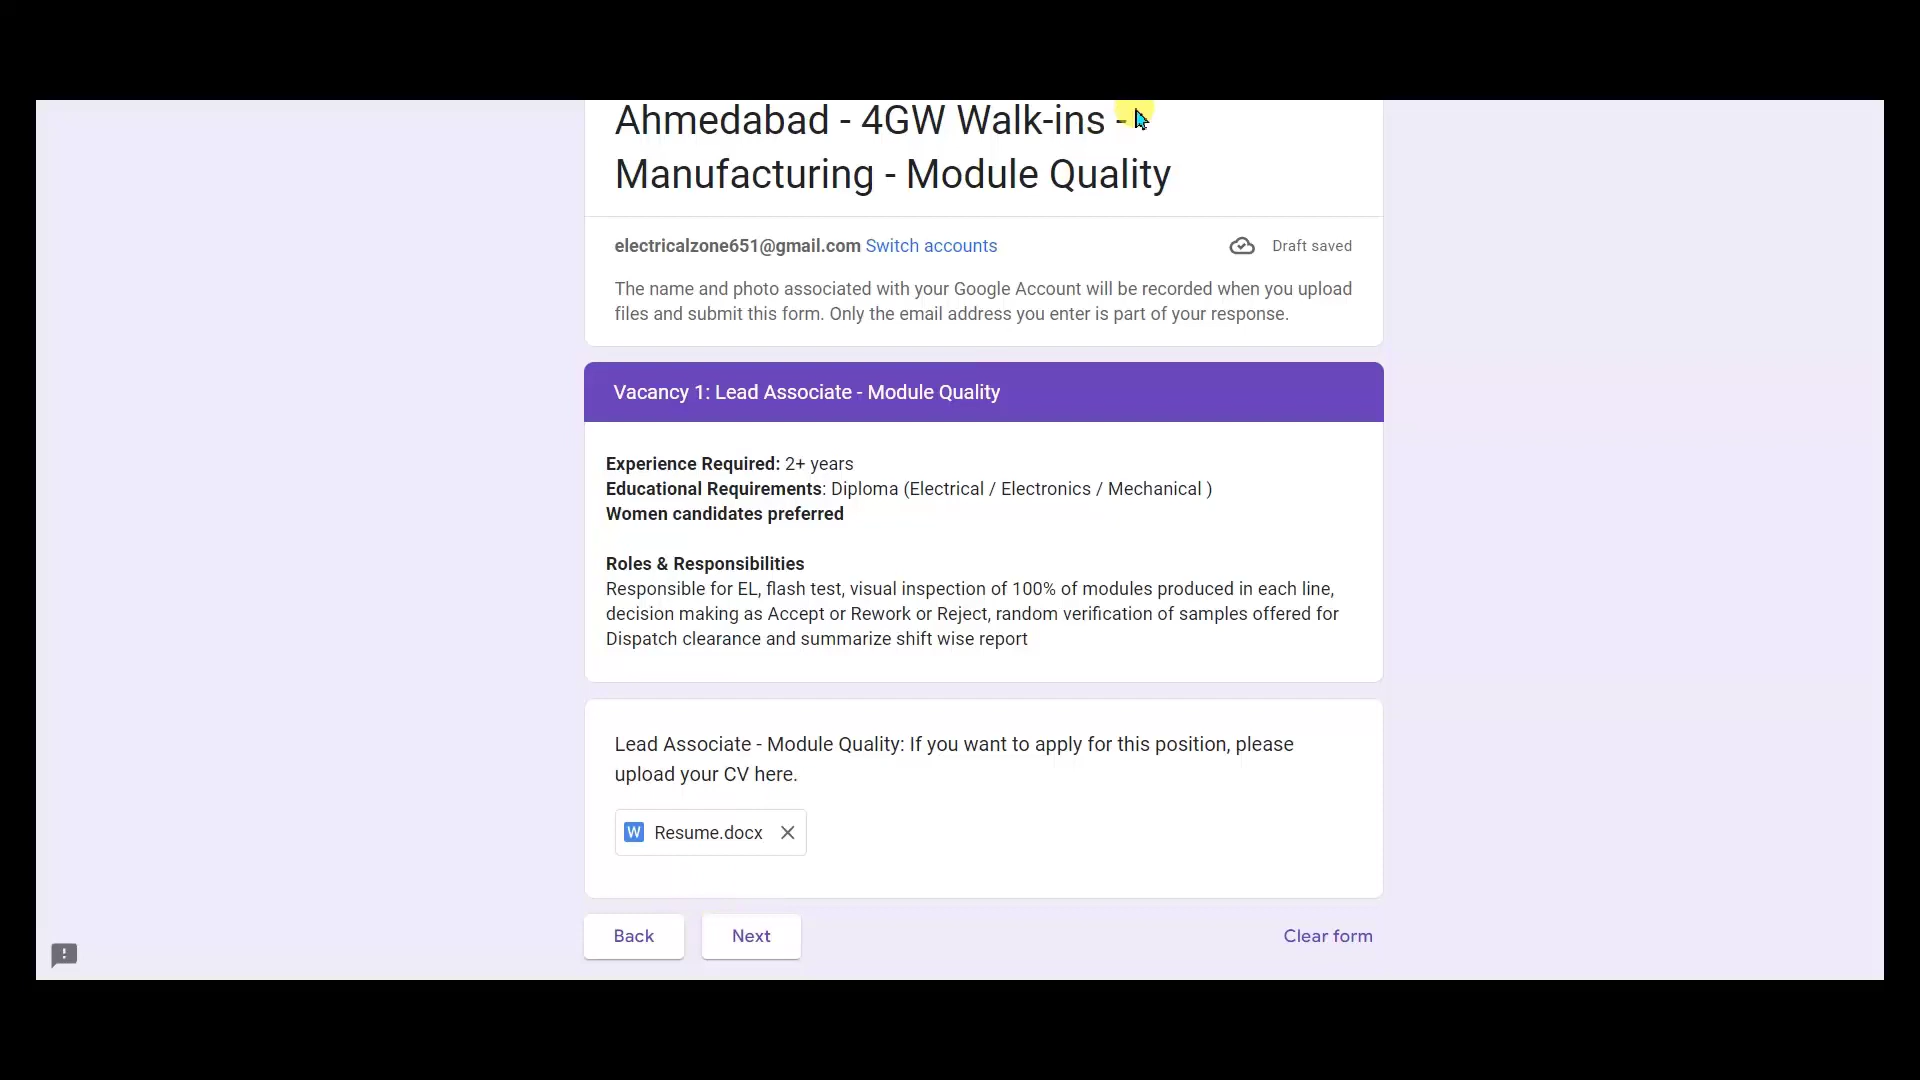 Ahmedabad - 4GW Walk-ins -
Manufacturing - Module Quality
electricalzone651@gmail.com Switch accounts
Draft saved
The name and photo associated with your Google Account will be recorded when you upload
files and submit this form. Only the email address you enter is part of your response.
Vacancy 1: Lead Associate - Module Quality
Experience Required: 2+ years
Educational Requirements: Diploma (Electrical / Electronics / Mechanical )
Women candidates preferred
Roles & Responsibilities
Responsible for EL, flash test, visual inspection of 100% of modules produced in each line,
decision making as Accept or Rework or Reject, random verification of samples offered for
Dispatch clearance and summarize shift wise report
Lead Associate - Module Quality: If you want to apply for this position, please
upload your CV here.
W Resume.docx
Back
Next
Clear form